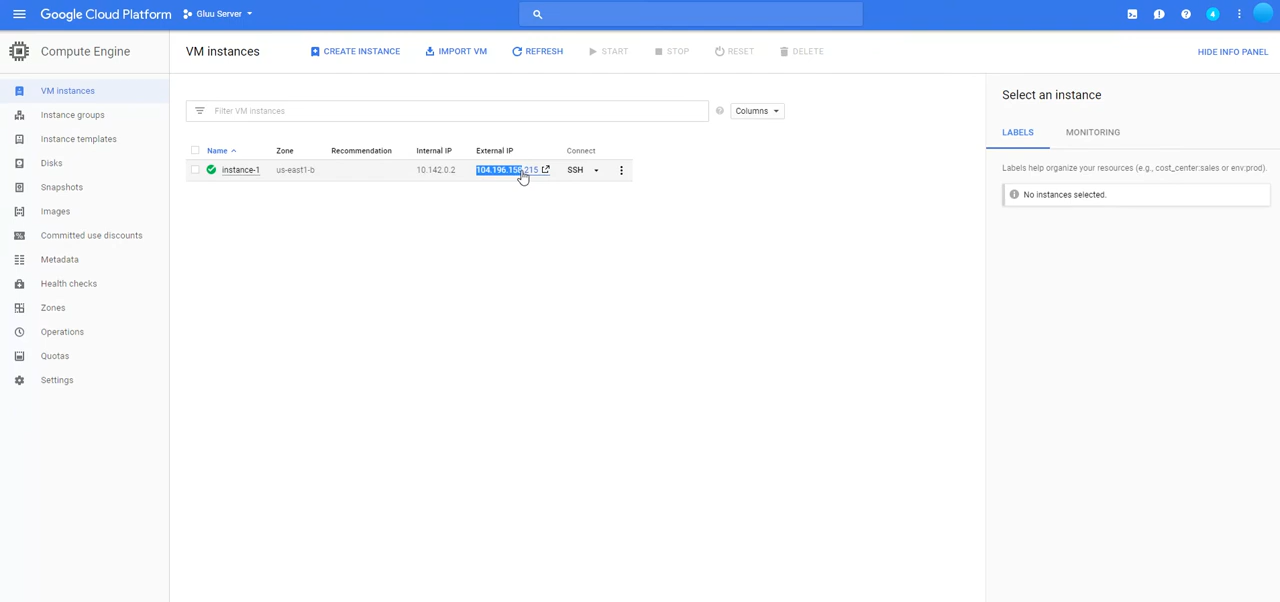 Google Cloud Platform Gluu Server 4
Compute Engine VM instances CREATE INSTANCE IMPORT VM REFRESH START STOP RESET DELETE HIDE INFO PANEL
VM instances
Instance groups
Instance templates
Disks
Snapshots
Images
Committed use discounts
Metadata
Health checks
Zones
Operations
Quotas
Settings
Filter VM instances Columns
Name Zone Recommendation Internal IP External IP Connect
instance-1 us-east1-b 10.142.0.2 104.196.155.215 SSH
Select an instance
LABELS MONITORING
Labels help organize your resources (e.g., cost_center:sales or env:prod).
No instances selected.